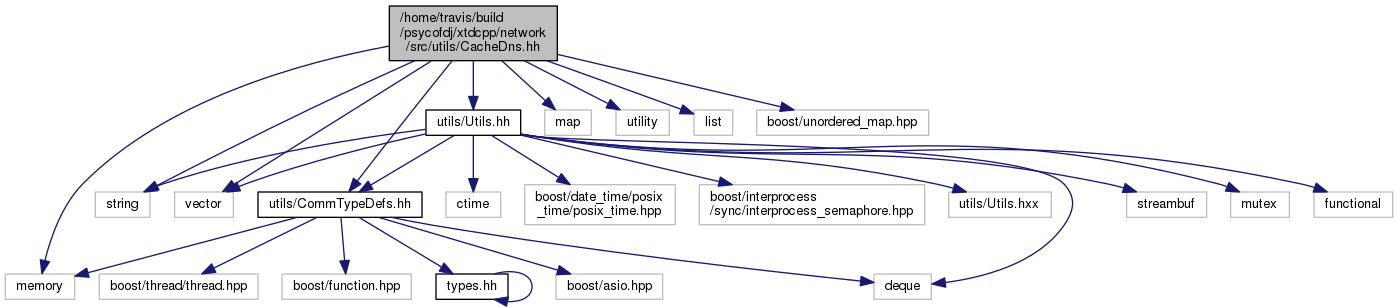 /home/travis/build
/psycofdj/xtdcpp/network
/src/utils/CacheDns.hh
utils/Utils.hh
map
utility
list
boost/unordered_map.hpp
string
vector
utils/CommTypeDefs.hh
ctime
boost/date_time/posix
_time/posix_time.hpp
boost/interprocess
/sync/interprocess_semaphore.hpp
utils/Utils.hxx
streambuf
mutex
functional
memory
boost/thread/thread.hpp
boost/function.hpp
types.hh
boost/asio.hpp
deque